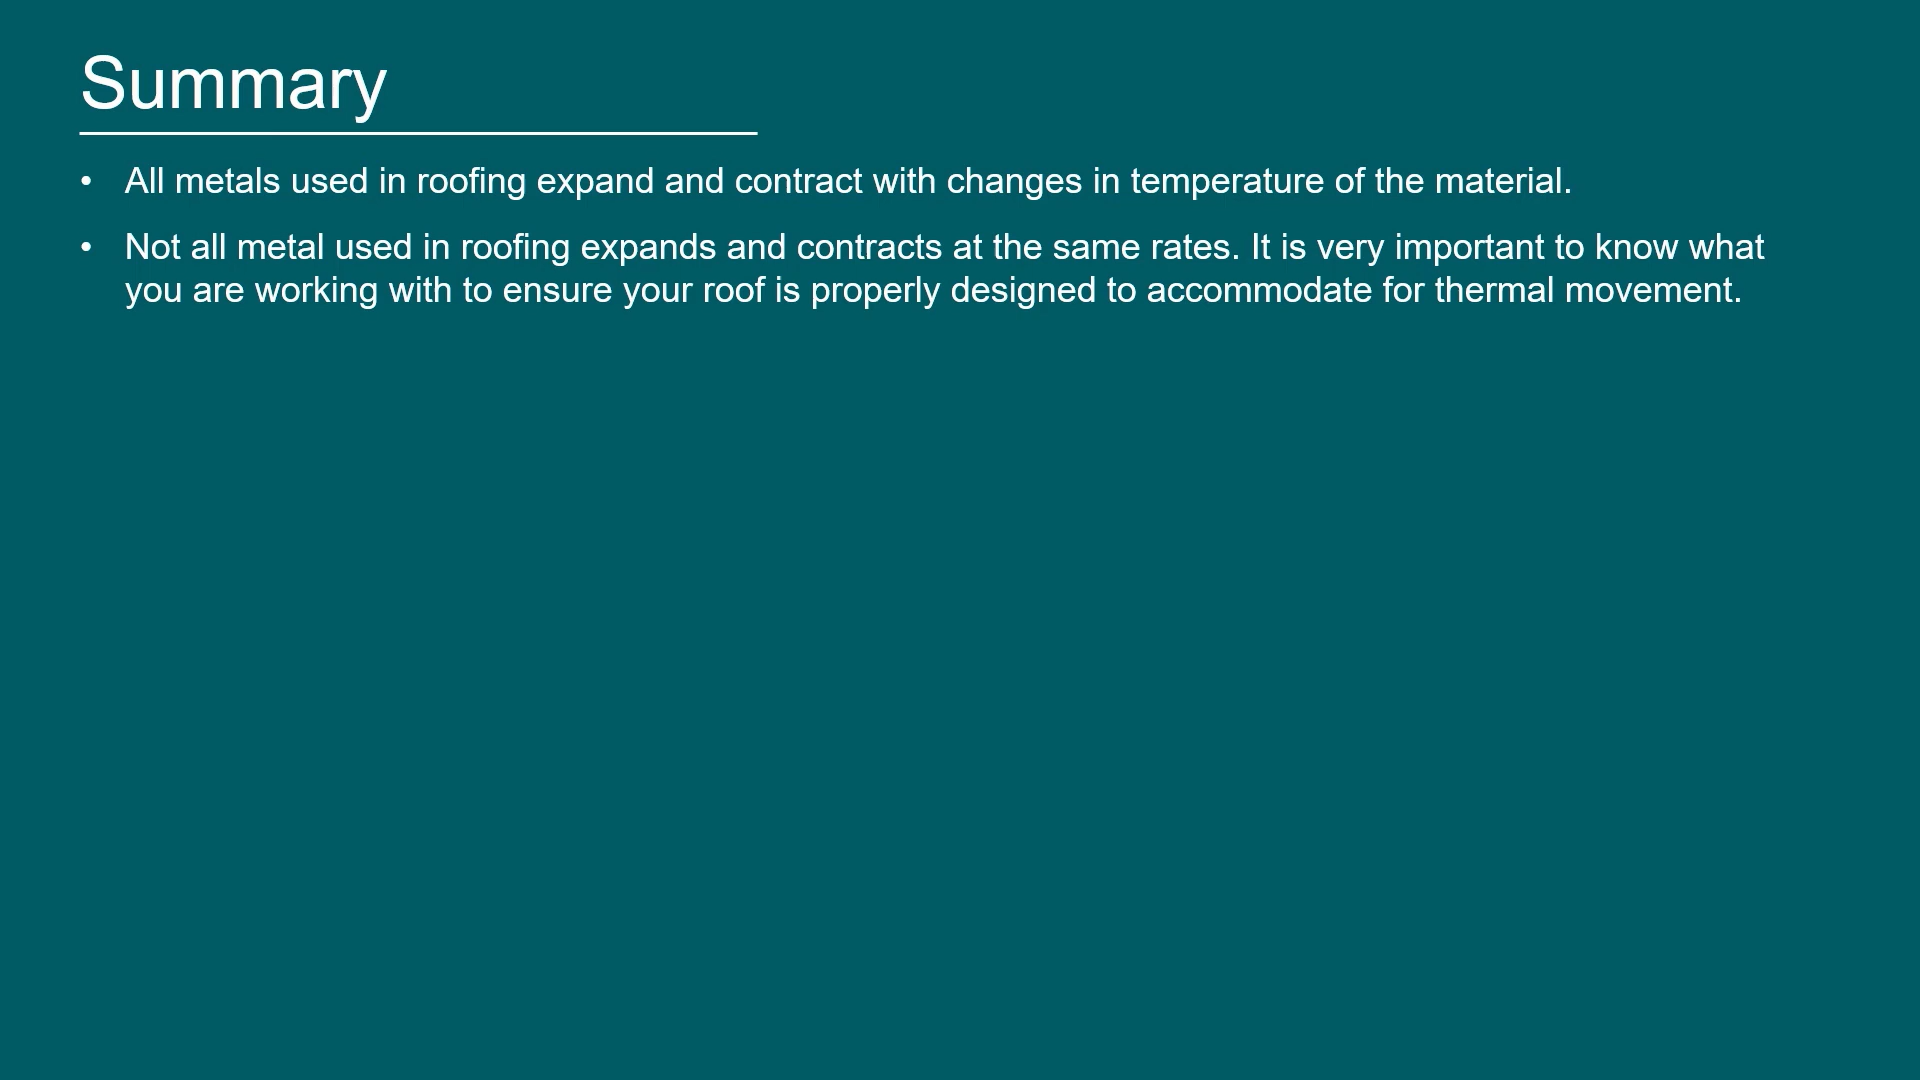 Summary
• All metals used in roofing expand and contract with changes in temperature of the material.
• Not all metal used in roofing expands and contracts at the same rates. It is very important to know what
you are working with to ensure your roof is properly designed to accommodate for thermal movement.